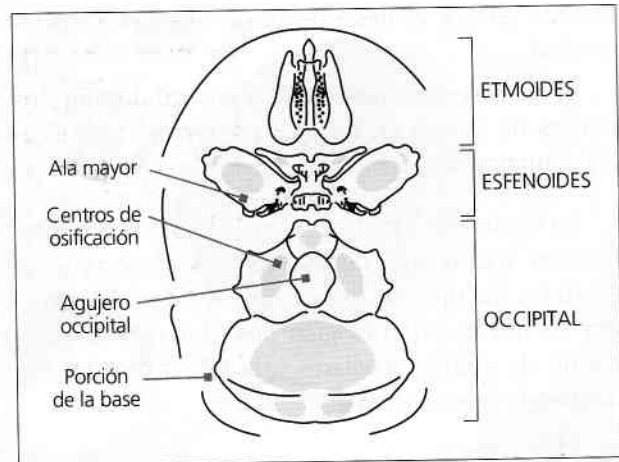 ETMOIDES
Ala mayor
ESFENOIDES
Centros de
osificación
Agujero
occipital
OCCIPITAL
Porción
de la base